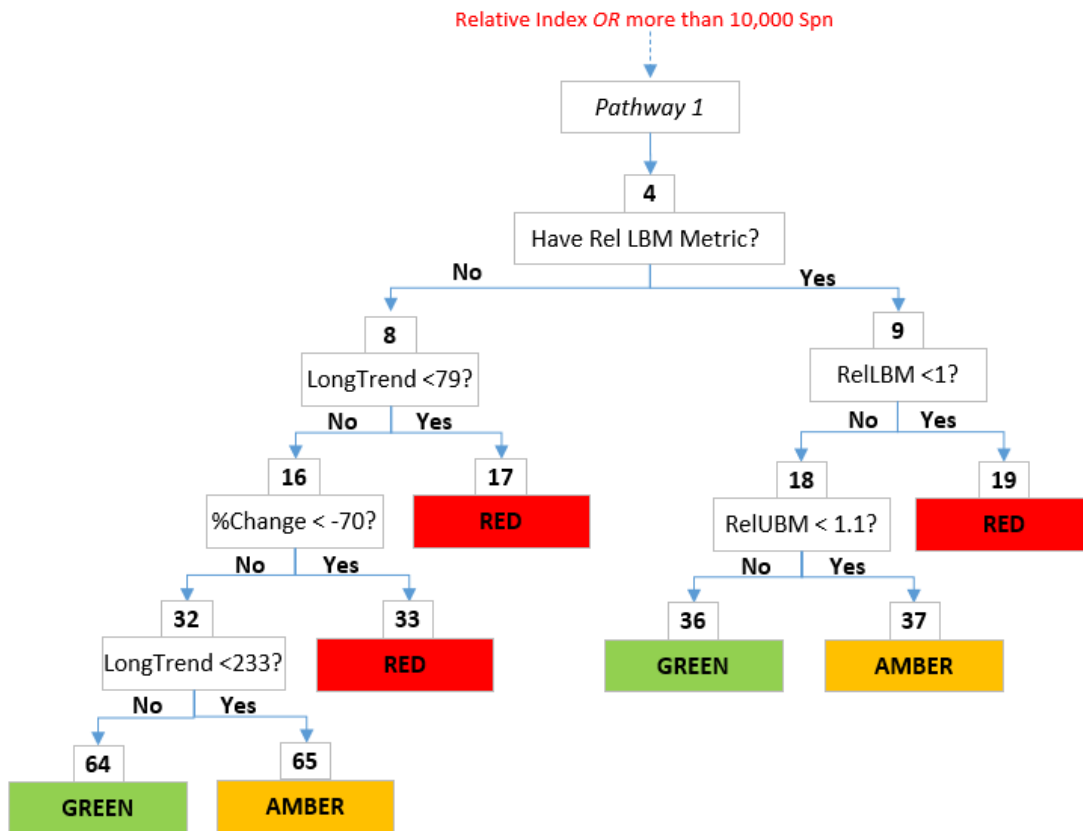 Relative Index OR more than 10,000 Spn
Pathway 1
4
Have Rel LBM Metric?
No
Yes
8
9
LongTrend <79?
RelLBM <1?
No
Yes
No
Yes
16
17
18
19
%Change < -70?
RED
RelUBM < 1.1?
RED
No
Yes
No
Yes
32
33
36
37
LongTrend <233?
RED
GREEN
AMBER
No
Yes
64
65
GREEN
AMBER